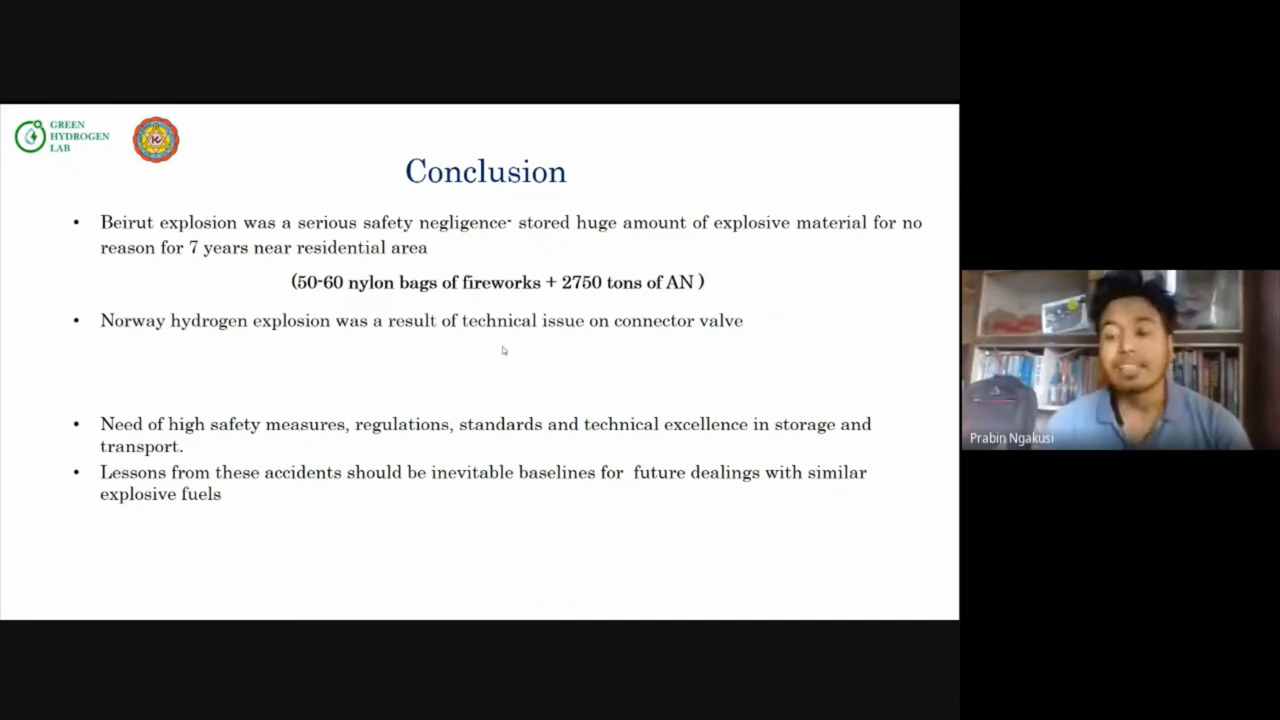 GREEN
HYDROGEN
LAB
Conclusion
• Beirut explosion was a serious safety negligence- stored huge amount of explosive material for no
reason for 7 years near residential area
(50-60 nylon bags of fireworks + 2750 tons of AN )
• Norway hydrogen explosion was a result of technical issue on connector valve
• Need of high safety measures, regulations, standards and technical excellence in storage and
transport.
• Lessons from these accidents should be inevitable baselines for future dealings with similar
explosive fuels
Prabin Ngakusi